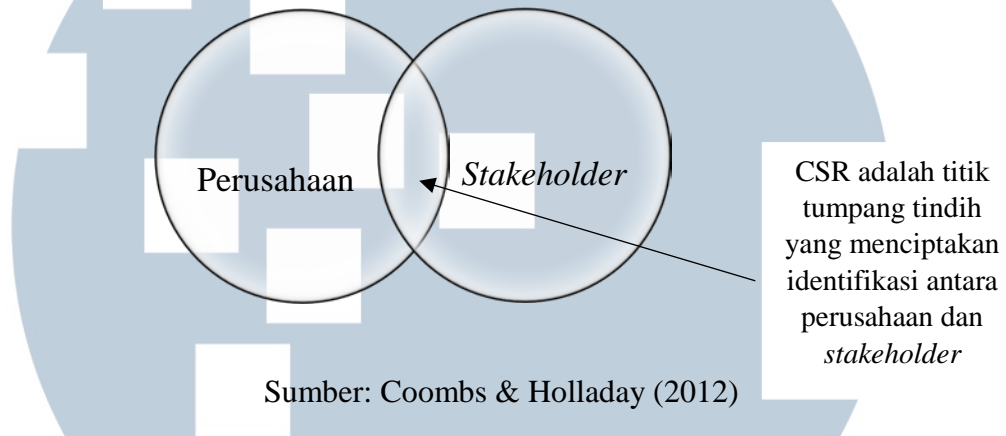 Perusahaan
Stakeholder
CSR adalah titik
tumpang tindih
yang menciptakan
identifikasi antara
perusahaan dan
stakeholder
Sumber: Coombs & Holladay (2012)